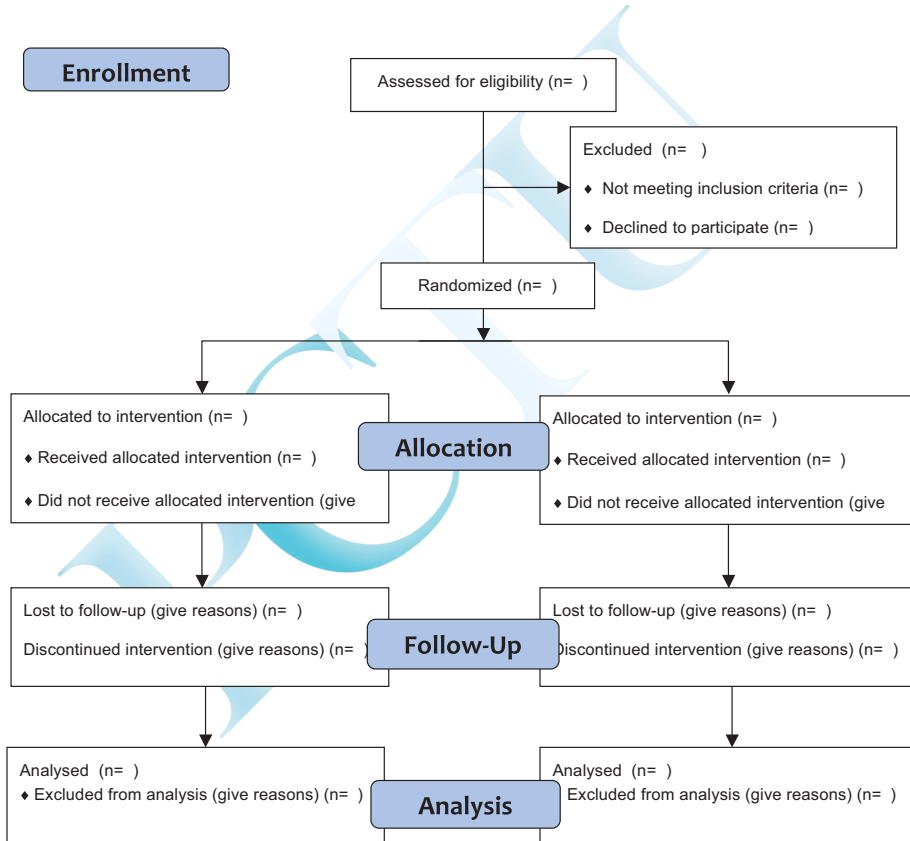 Enrollment
Assessed for eligibility (n=  )
Excluded  (n=   )
♦ Not meeting inclusion criteria (n=  )
♦ Declined to participate (n=  )
Randomized (n=  )
Allocated to intervention (n=  )
♦ Received allocated intervention (n=  )
♦ Did not receive allocated intervention (give
Allocation
Allocated to intervention (n=  )
♦ Received allocated intervention (n=  )
♦ Did not receive allocated intervention (give
Lost to follow-up (give reasons) (n=  )
Discontinued intervention (give reasons) (n=  )
Follow-Up
Lost to follow-up (give reasons) (n=  )
Discontinued intervention (give reasons) (n=  )
Analysed  (n=  )
♦ Excluded from analysis (give reasons) (n=  )
Analysis
Analysed  (n=  )
Excluded from analysis (give reasons) (n=  )